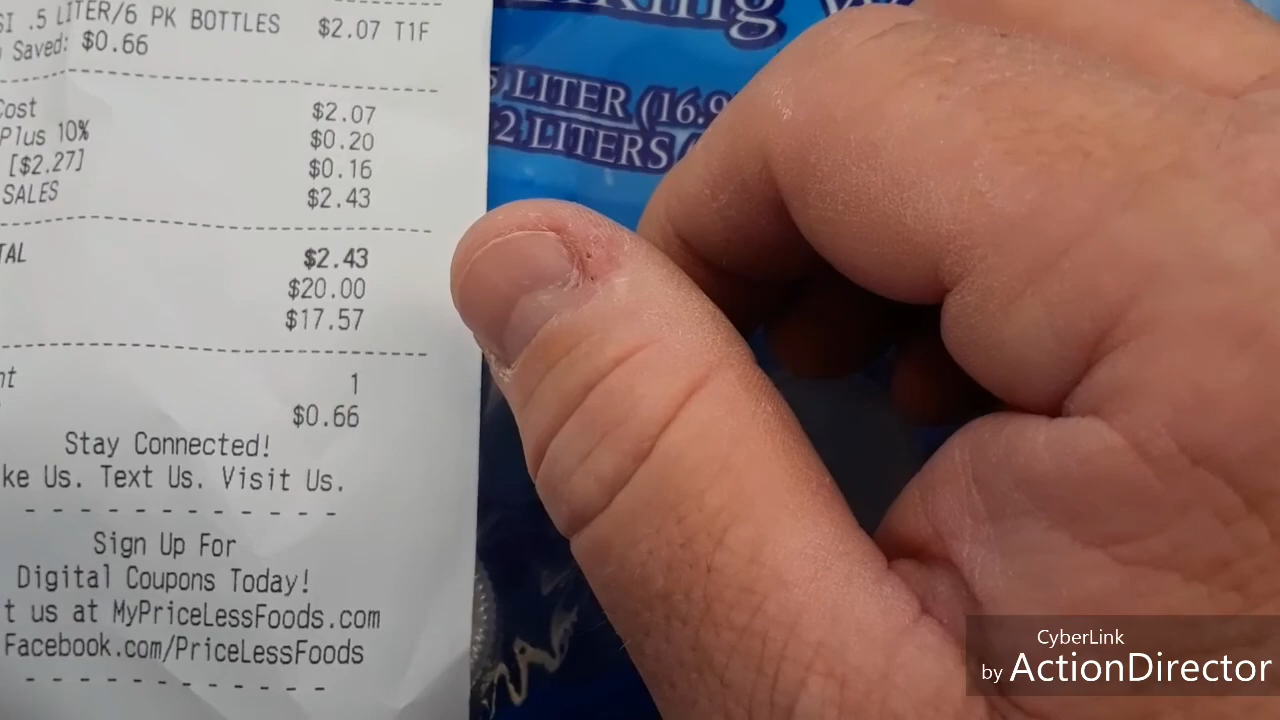 SI .5 LITER/6 PK BOTTLES $2.07 T1F
Saved: $0.66
Cost $2.07
Plus 10% $0.20
[$2.27] $0.16
SALES $2.43
TAL $2.43
$20.00
$17.57
nt 1
$0.66
Stay Connected!
ke Us. Text Us. Visit Us.
Sign Up For
Digital Coupons Today!
t us at MyPriceLessFoods.com
Facebook.com/PriceLessFoods
5 LITER (16.9
2 LITERS (
CyberLink
by ActionDirector